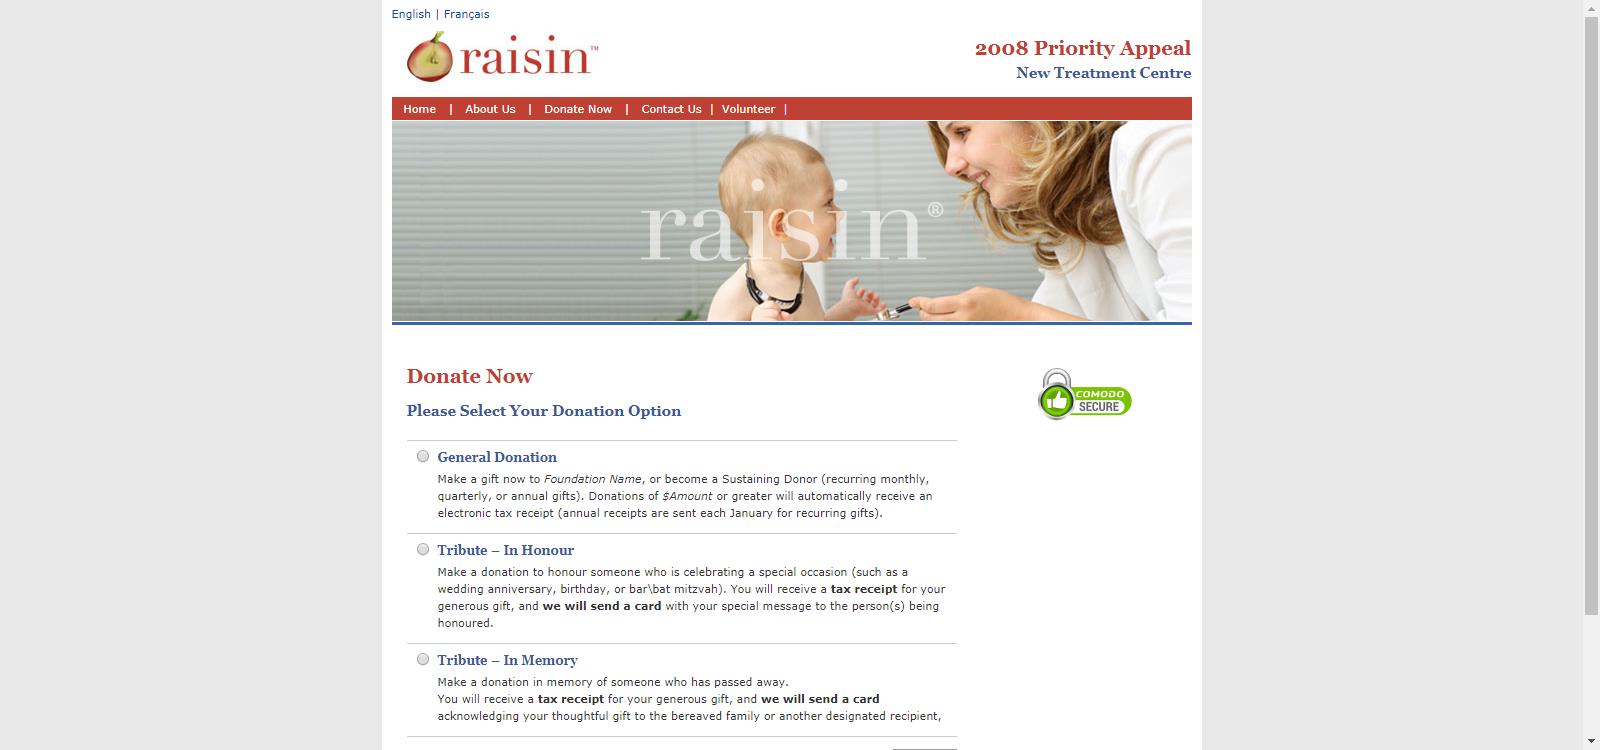 English | Français
raisin™
2008 Priority Appeal
New Treatment Centre
Home | About Us | Donate Now | Contact Us | Volunteer |
raisin®
Donate Now
COMODO
SECURE
Please Select Your Donation Option
General Donation
Make a gift now to Foundation Name, or become a Sustaining Donor (recurring monthly,
quarterly, or annual gifts). Donations of $Amount or greater will automatically receive an
electronic tax receipt (annual receipts are sent each January for recurring gifts).
Tribute – In Honour
Make a donation to honour someone who is celebrating a special occasion (such as a
wedding anniversary, birthday, or bar\bat mitzvah). You will receive a tax receipt for your
generous gift, and we will send a card with your special message to the person(s) being
honoured.
Tribute – In Memory
Make a donation in memory of someone who has passed away.
You will receive a tax receipt for your generous gift, and we will send a card
acknowledging your thoughtful gift to the bereaved family or another designated recipient,